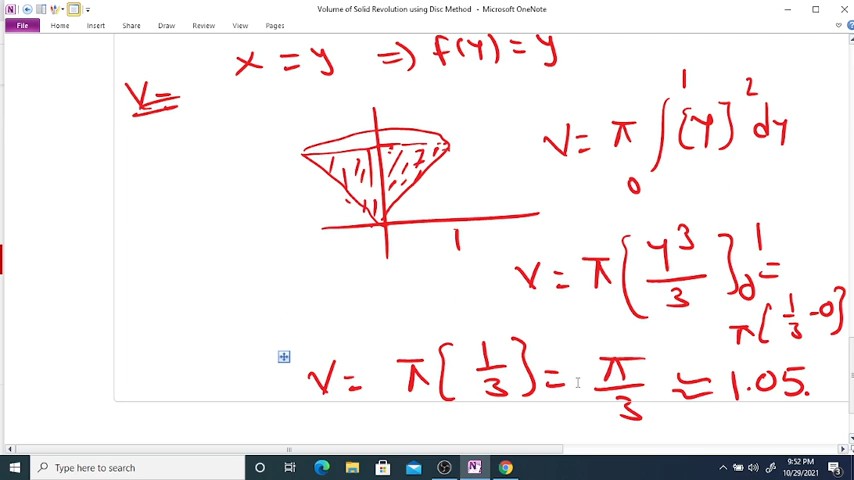 Volume of Solid Revolution using Disc Method - Microsoft OneNote
File Home Insert Share Draw Review View Pages
x = y => f(y) = y
V=
V = π ∫₀¹ (y)² dy
1
V = π [y³/3]₀¹ =
π[1/3 - 0]
V = π [1/3] = π/3 ≈ 1.05.
Type here to search
9:52 PM
10/29/2021
3